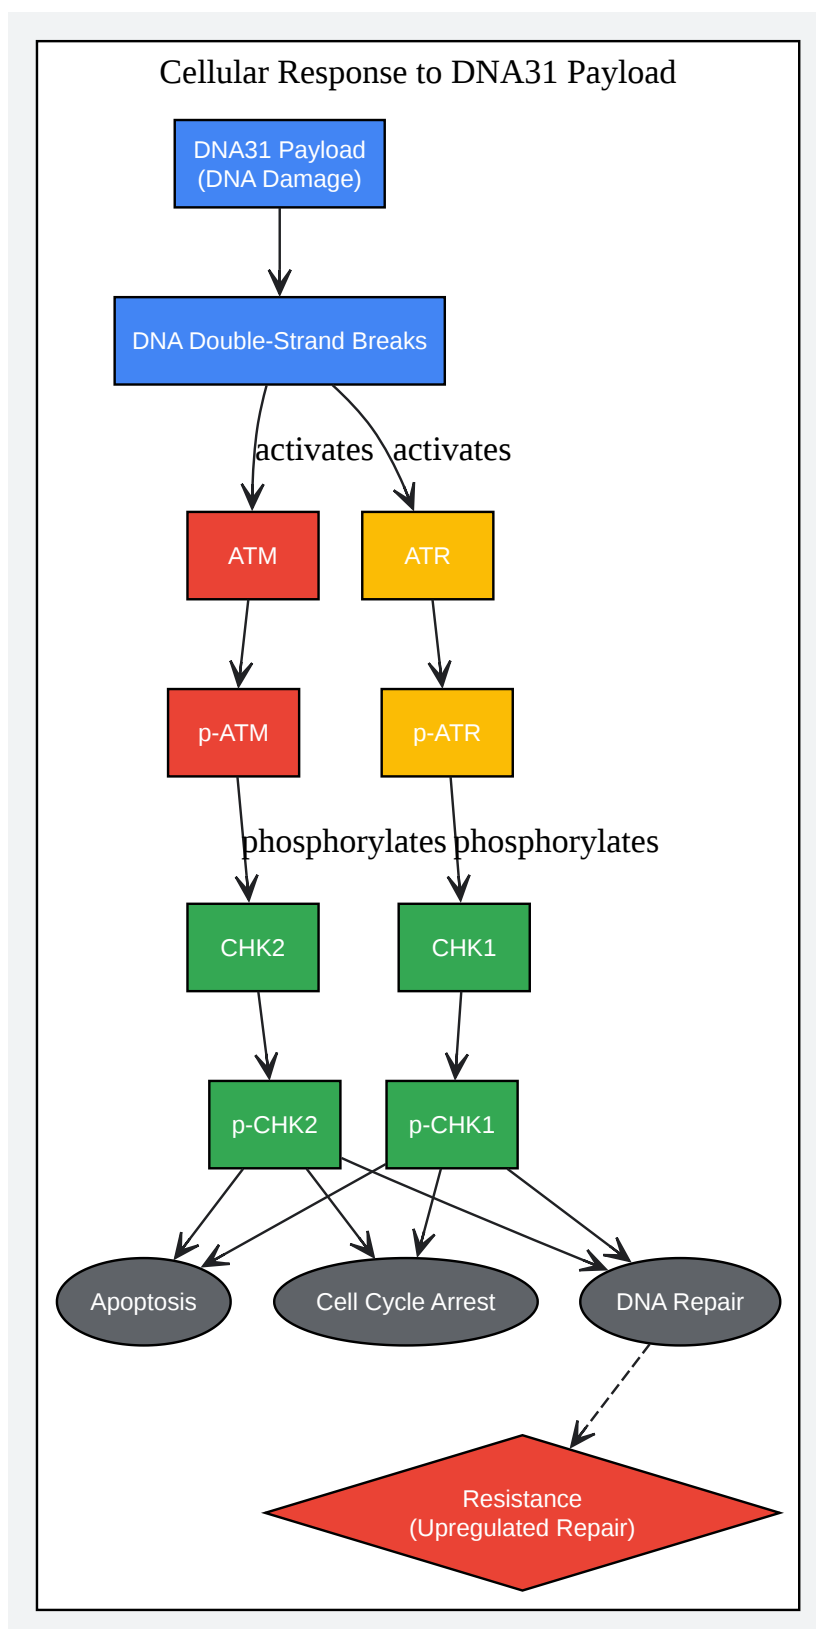 Cellular Response to DNA31 Payload
DNA31 Payload
(DNA Damage)
DNA Double-Strand Breaks
activates
activates
ATM
ATR
p-ATM
p-ATR
phosphorylates
phosphorylates
CHK2
CHK1
p-CHK2
p-CHK1
Apoptosis
Cell Cycle Arrest
DNA Repair
Resistance
(Upregulated Repair)